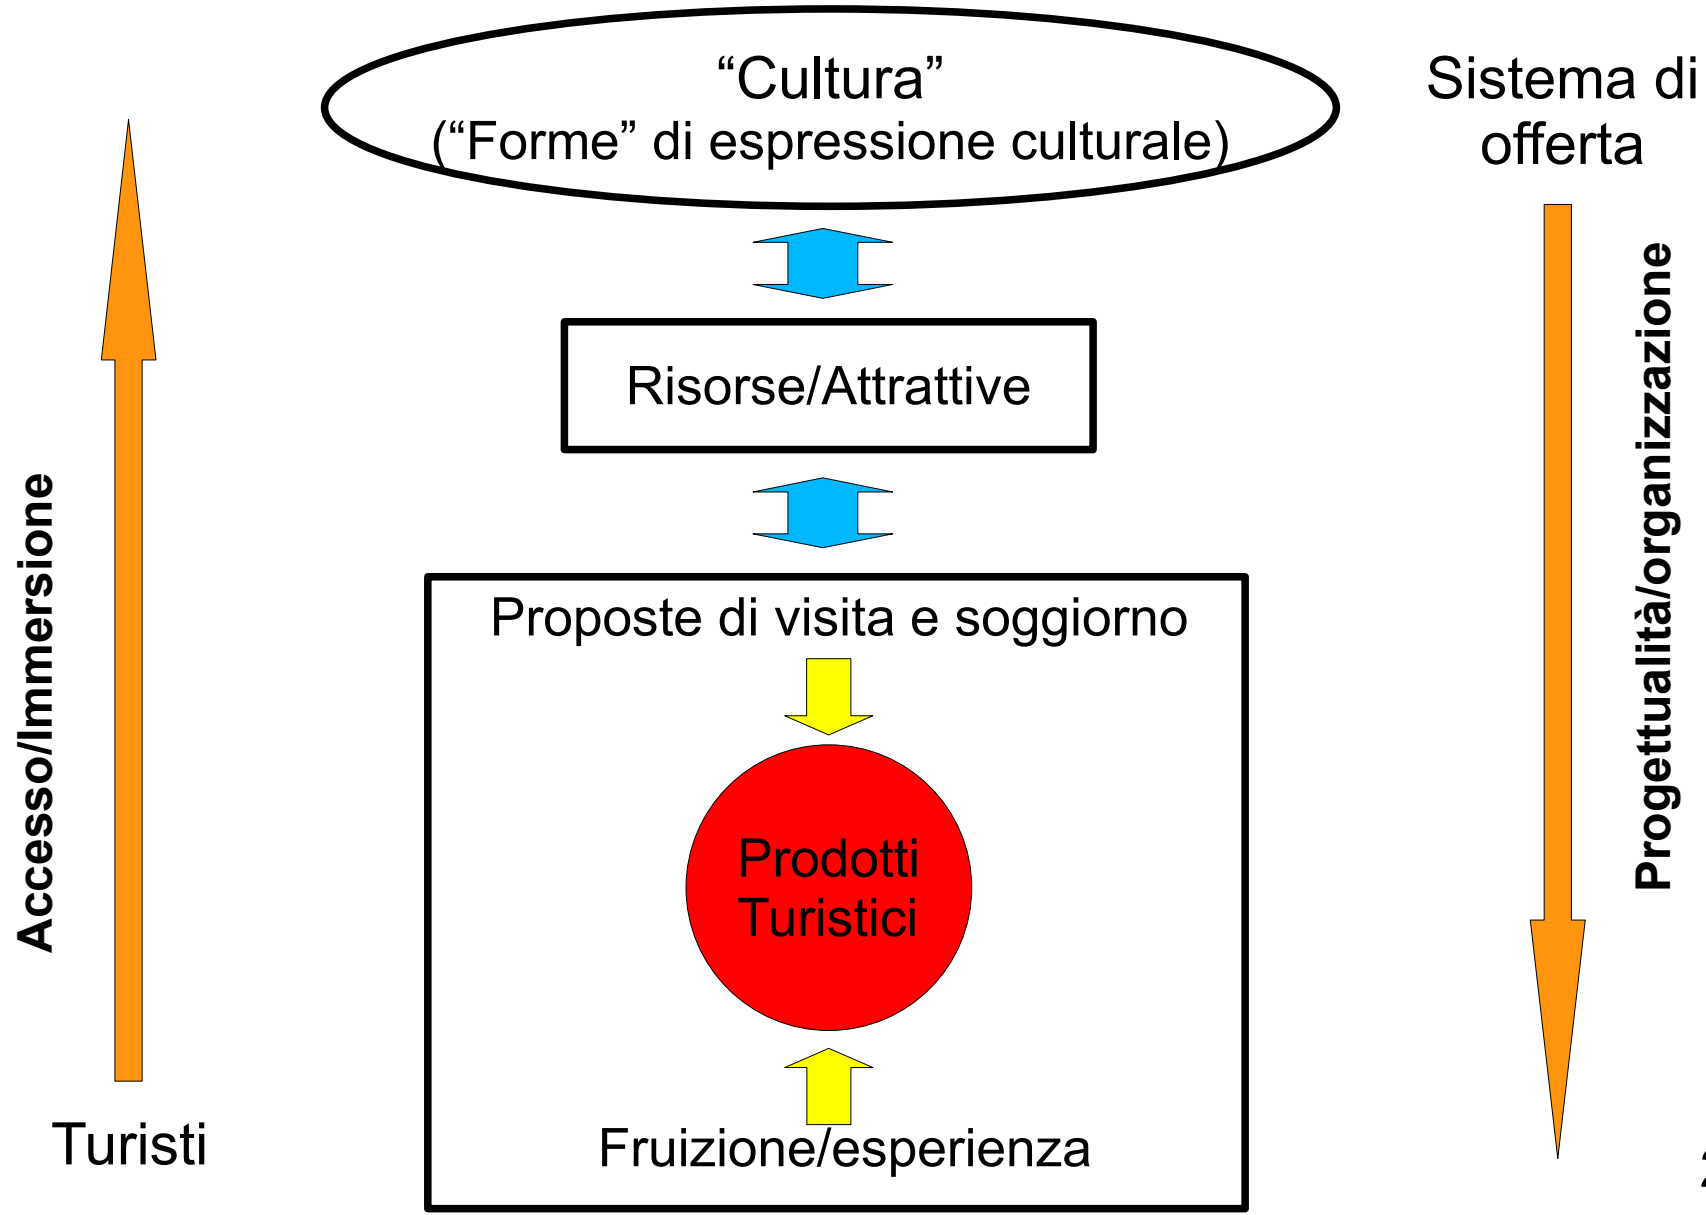 “Cultura”
(“Forme” di espressione culturale)
Sistema di
offerta
Risorse/Attrattive
Accesso/Immersione
Progettualità/organizzazione
Proposte di visita e soggiorno
Prodotti
Turistici
Turisti
Fruizione/esperienza